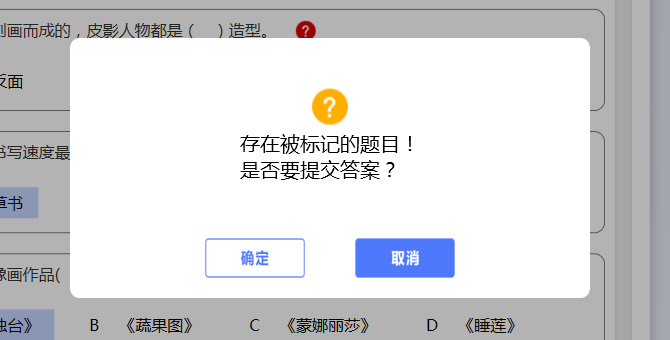 刻画而成的，皮影人物都是（　）造型。 ?
反面
?
存在被标记的题目！
是否要提交答案？
书写速度最
草书
确定 取消
像画作品(
烛台》 B 《蔬果图》 C 《蒙娜丽莎》 D 《睡莲》